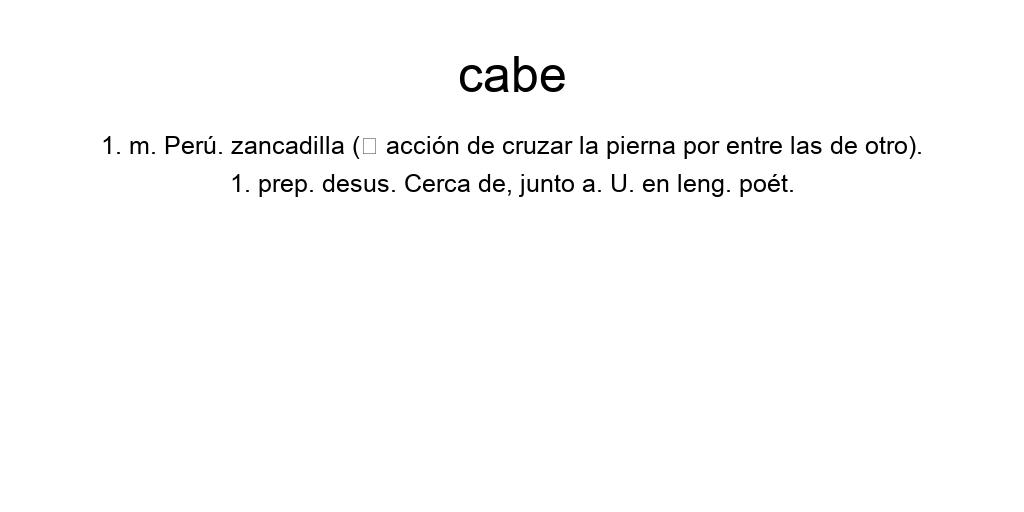 cabe
1. m. Perú. zancadilla (□ acción de cruzar la pierna por entre las de otro).
1. prep. desus. Cerca de, junto a. U. en leng. poét.